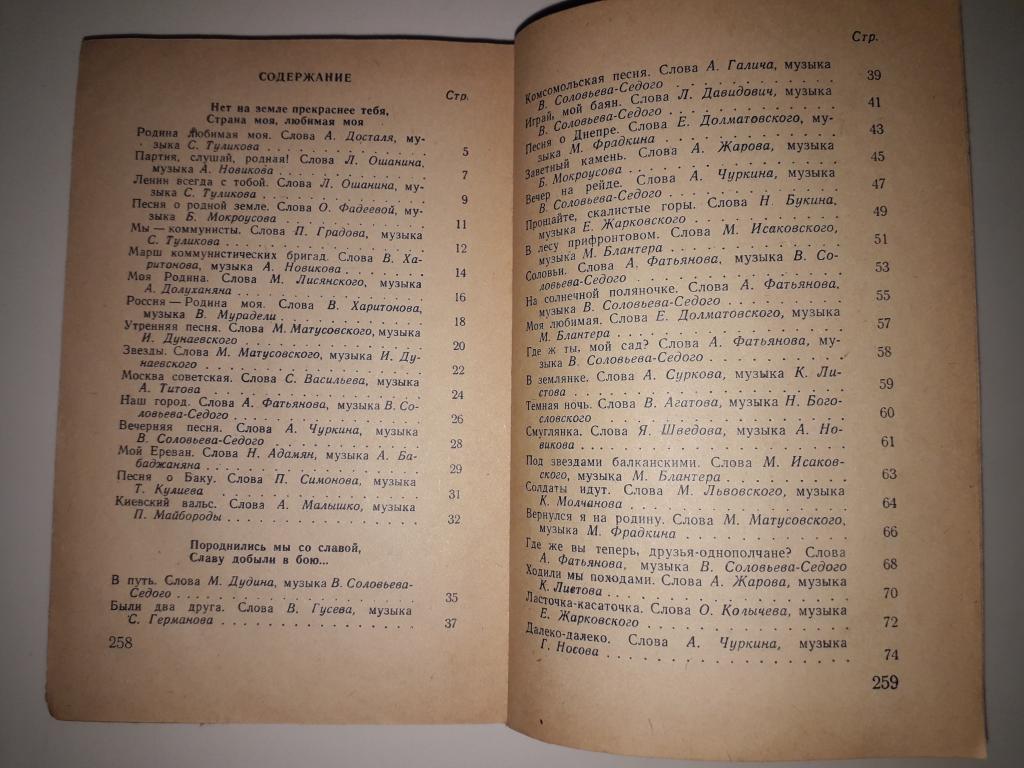 СОДЕРЖАНИЕ
Стр.
Нет на земле прекраснее тебя,
Страна моя, любимая моя
Родина любимая моя. Слова А. Досталя, му-
зыка С. Туликова . . . . . 5
Партия, слушай, родная! Слова Л. Ошанина,
музыка А. Новикова . . . . . 7
Ленин всегда с тобой. Слова Л. Ошанина, му-
зыка С. Туликова . . . . . 9
Песня о родной земле. Слова О. Фадеевой, му-
зыка Б. Мокроусова . . . . . 11
Мы — коммунисты. Слова П. Градова, музыка
С. Туликова . . . . . 12
Марш коммунистических бригад. Слова В. Ха-
ритонова, музыка А. Новикова . . . . . 14
Моя Родина. Слова М. Лисянского, музыка
А. Долуханяна . . . . . 16
Россия — Родина моя. Слова В. Харитонова,
музыка В. Мурадели . . . . . 18
Утренняя песня. Слова М. Матусовского, музыка
И. Дунаевского . . . . . 20
Звезды. Слова М. Матусовского, музыка И. Ду-
наевского . . . . . 22
Москва советская. Слова С. Васильева, музыка
А. Титова . . . . . 24
Наш город. Слова А. Фатьянова, музыка В. Со-
ловьева-Седого . . . . . 26
Вечерняя песня. Слова А. Чуркина, музыка
В. Соловьева-Седого . . . . . 28
Мой Ереван. Слова Н. Адамян, музыка А. Ба-
баджаняна . . . . . 29
Песня о Баку. Слова П. Симонова, музыка
Т. Кулиева . . . . . 31
Киевский вальс. Слова А. Малышко, музыка
П. Майбороды . . . . . 32
Породнились мы со славой,
Славу добыли в бою...
В путь. Слова М. Дудина, музыка В. Соловьева-
Седого . . . . . 35
Были два друга. Слова В. Гусева, музыка
С. Германова . . . . . 37
258
Стр.
Комсомольская песня. Слова А. Галича, музыка
В. Соловьева-Седого . . . . . 39
Играй, мой баян. Слова Л. Давидович, музыка
В. Соловьева-Седого . . . . . 41
Песня о Днепре. Слова Е. Долматовского, му-
зыка М. Фрадкина . . . . . 43
Заветный камень. Слова А. Жарова, музыка
Б. Мокроусова . . . . . 45
Вечер на рейде. Слова А. Чуркина, музыка
В. Соловьева-Седого . . . . . 47
Прощайте, скалистые горы. Слова Н. Букина,
музыка Е. Жарковского . . . . . 49
В лесу прифронтовом. Слова М. Исаковского,
музыка М. Блантера . . . . . 51
Соловьи. Слова А. Фатьянова, музыка В. Со-
ловьева-Седого . . . . . 53
На солнечной поляночке. Слова А. Фатьянова,
музыка В. Соловьева-Седого . . . . . 55
Моя любимая. Слова Е. Долматовского, музыка
М. Блантера . . . . . 57
Где ж ты, мой сад? Слова А. Фатьянова, му-
зыка В. Соловьева-Седого . . . . . 58
В землянке. Слова А. Суркова, музыка К. Ли-
стова . . . . . 59
Темная ночь. Слова В. Агатова, музыка Н. Бого-
словского . . . . . 60
Смуглянка. Слова Я. Шведова, музыка А. Но-
викова . . . . . 61
Под звездами балканскими. Слова М. Исаков-
ского, музыка М. Блантера . . . . . 63
Солдаты идут. Слова М. Львовского, музыка
К. Молчанова . . . . . 64
Вернулся я на родину. Слова М. Матусовского,
музыка М. Фрадкина . . . . . 66
Где же вы теперь, друзья-однополчане? Слова
А. Фатьянова, музыка В. Соловьева-Седого 68
Ходили мы походами. Слова А. Жарова, музыка
К. Листова . . . . . 70
Ласточка-касаточка. Слова О. Колычева, музыка
Е. Жарковского . . . . . 72
Далеко-далеко. Слова А. Чуркина, музыка
Г. Носова . . . . . 74
259